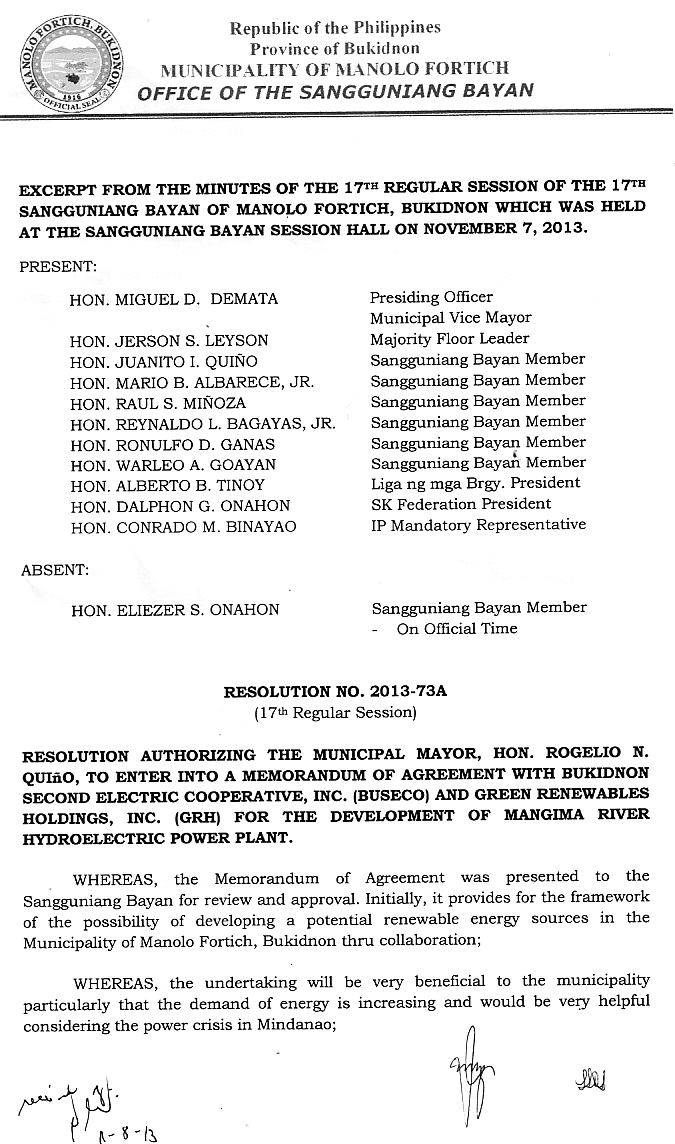 Republic of the Philippines
Province of Bukidnon
MUNICIPALITY OF MANOLO FORTICH
OFFICE OF THE SANGGUNIANG BAYAN
MANOLO FORTICH, BUKIDNON
1916
OFFICIAL SEAL
EXCERPT FROM THE MINUTES OF THE 17TH REGULAR SESSION OF THE 17TH
SANGGUNIANG BAYAN OF MANOLO FORTICH, BUKIDNON WHICH WAS HELD
AT THE SANGGUNIANG BAYAN SESSION HALL ON NOVEMBER 7, 2013.
PRESENT:
HON. MIGUEL D. DEMATA Presiding Officer
Municipal Vice Mayor
HON. JERSON S. LEYSON Majority Floor Leader
HON. JUANITO I. QUIÑO Sangguniang Bayan Member
HON. MARIO B. ALBARECE, JR. Sangguniang Bayan Member
HON. RAUL S. MIÑOZA Sangguniang Bayan Member
HON. REYNALDO L. BAGAYAS, JR. Sangguniang Bayan Member
HON. RONULFO D. GANAS Sangguniang Bayan Member
HON. WARLEO A. GOAYAN Sangguniang Bayan Member
HON. ALBERTO B. TINOY Liga ng mga Brgy. President
HON. DALPHON G. ONAHON SK Federation President
HON. CONRADO M. BINAYAO IP Mandatory Representative
ABSENT:
HON. ELIEZER S. ONAHON Sangguniang Bayan Member
- On Official Time
RESOLUTION NO. 2013-73A
(17th Regular Session)
RESOLUTION AUTHORIZING THE MUNICIPAL MAYOR, HON. ROGELIO N.
QUIñO, TO ENTER INTO A MEMORANDUM OF AGREEMENT WITH BUKIDNON
SECOND ELECTRIC COOPERATIVE, INC. (BUSECO) AND GREEN RENEWABLES
HOLDINGS, INC. (GRH) FOR THE DEVELOPMENT OF MANGIMA RIVER
HYDROELECTRIC POWER PLANT.
WHEREAS, the Memorandum of Agreement was presented to the
Sangguniang Bayan for review and approval. Initially, it provides for the framework
of the possibility of developing a potential renewable energy sources in the
Municipality of Manolo Fortich, Bukidnon thru collaboration;
WHEREAS, the undertaking will be very beneficial to the municipality
particularly that the demand of energy is increasing and would be very helpful
considering the power crisis in Mindanao;
11-8-13